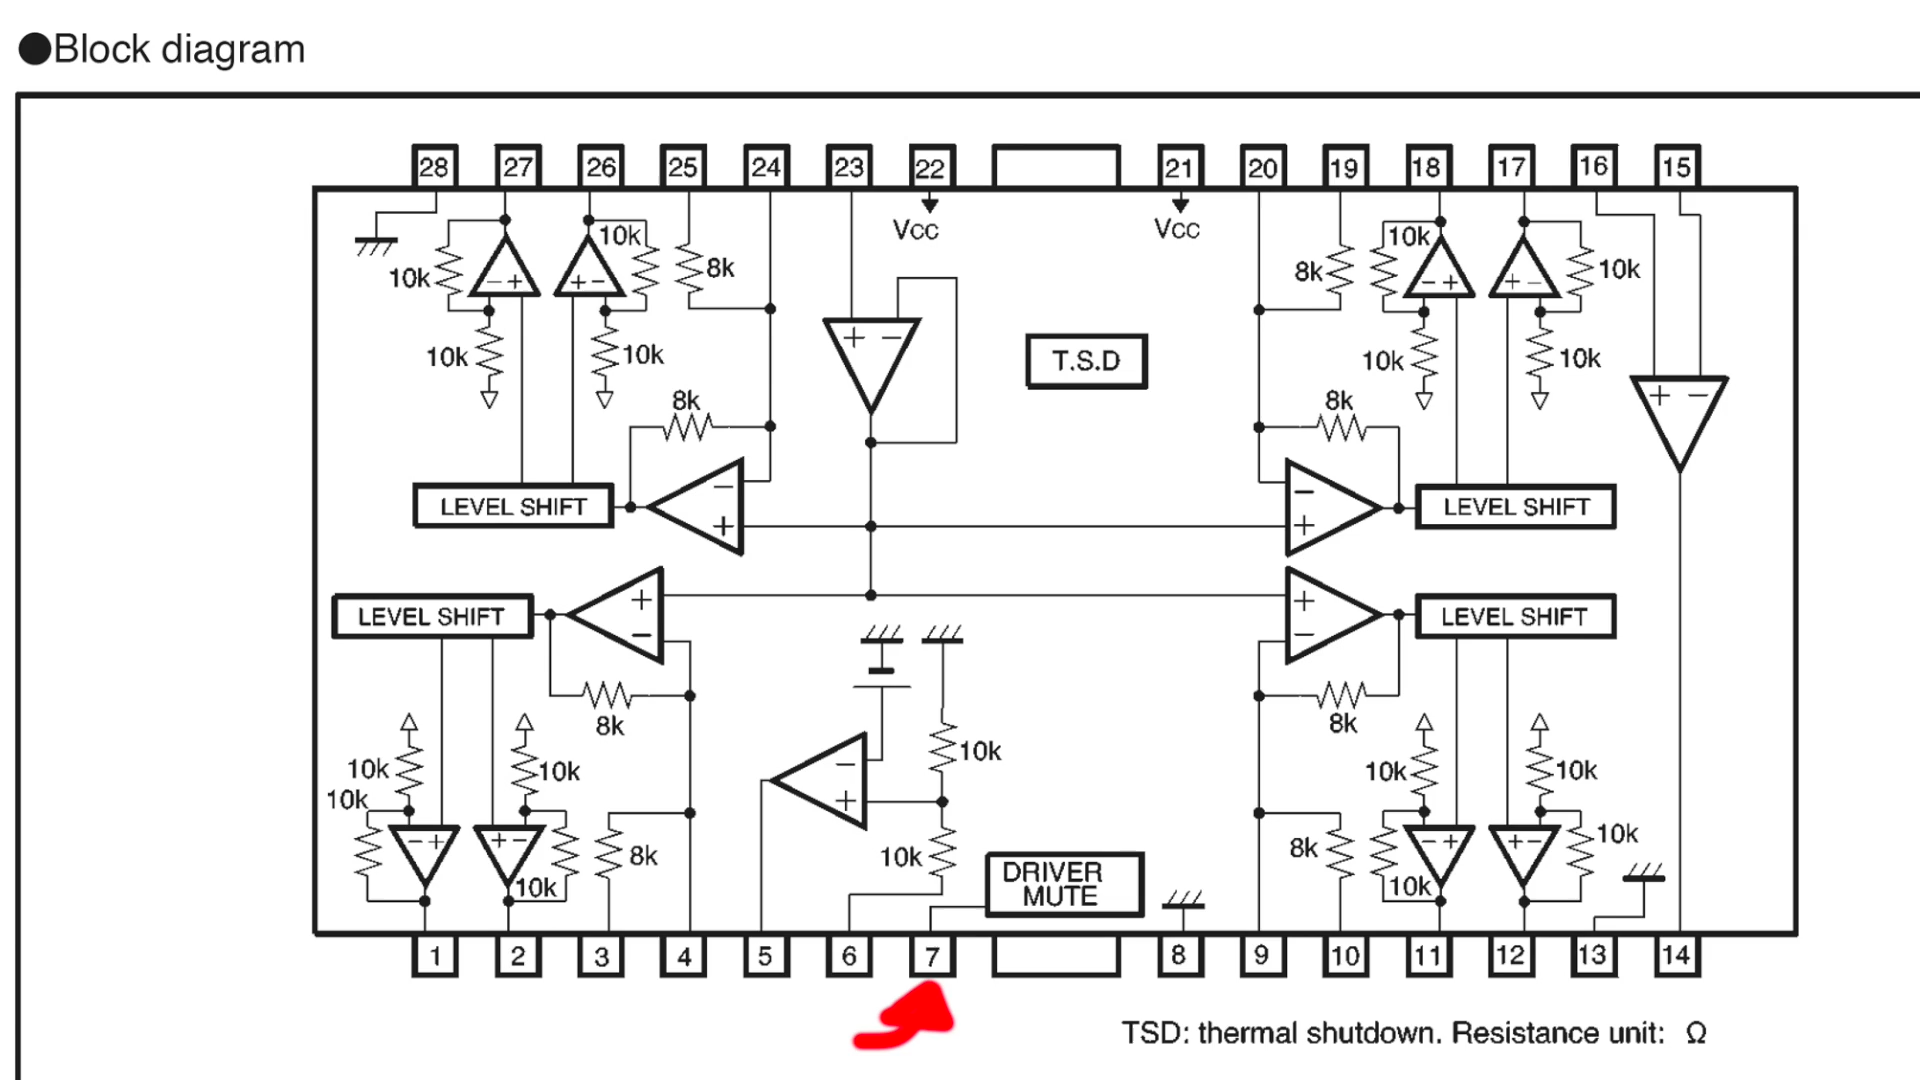 ●Block diagram
28 27 26 25 24 23 22 21 20 19 18 17 16 15
VCC VCC
10k 10k 10k 10k
10k 8k 8k 10k
10k 10k T.S.D 10k 10k
+ −
8k 8k + −
− + + − − + + −
LEVEL SHIFT − − LEVEL SHIFT
+ +
LEVEL SHIFT + + LEVEL SHIFT
− −
8k 8k
10k 10k − 10k 10k 10k
10k +
− + + − 8k 10k 8k − + + − 10k
10k DRIVER 10k
MUTE
1 2 3 4 5 6 7 8 9 10 11 12 13 14
TSD: thermal shutdown. Resistance unit: Ω